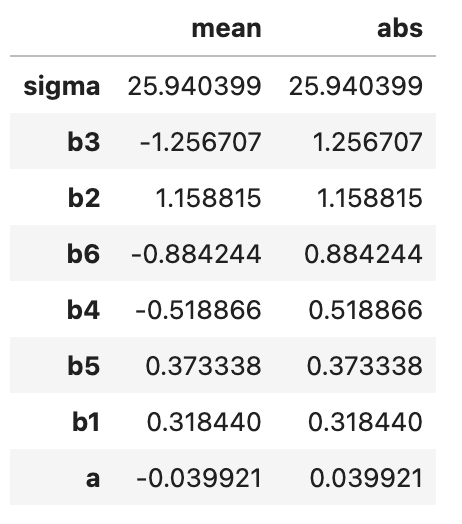 mean abs
sigma 25.940399 25.940399
b3 -1.256707 1.256707
b2 1.158815 1.158815
b6 -0.884244 0.884244
b4 -0.518866 0.518866
b5 0.373338 0.373338
b1 0.318440 0.318440
a -0.039921 0.039921